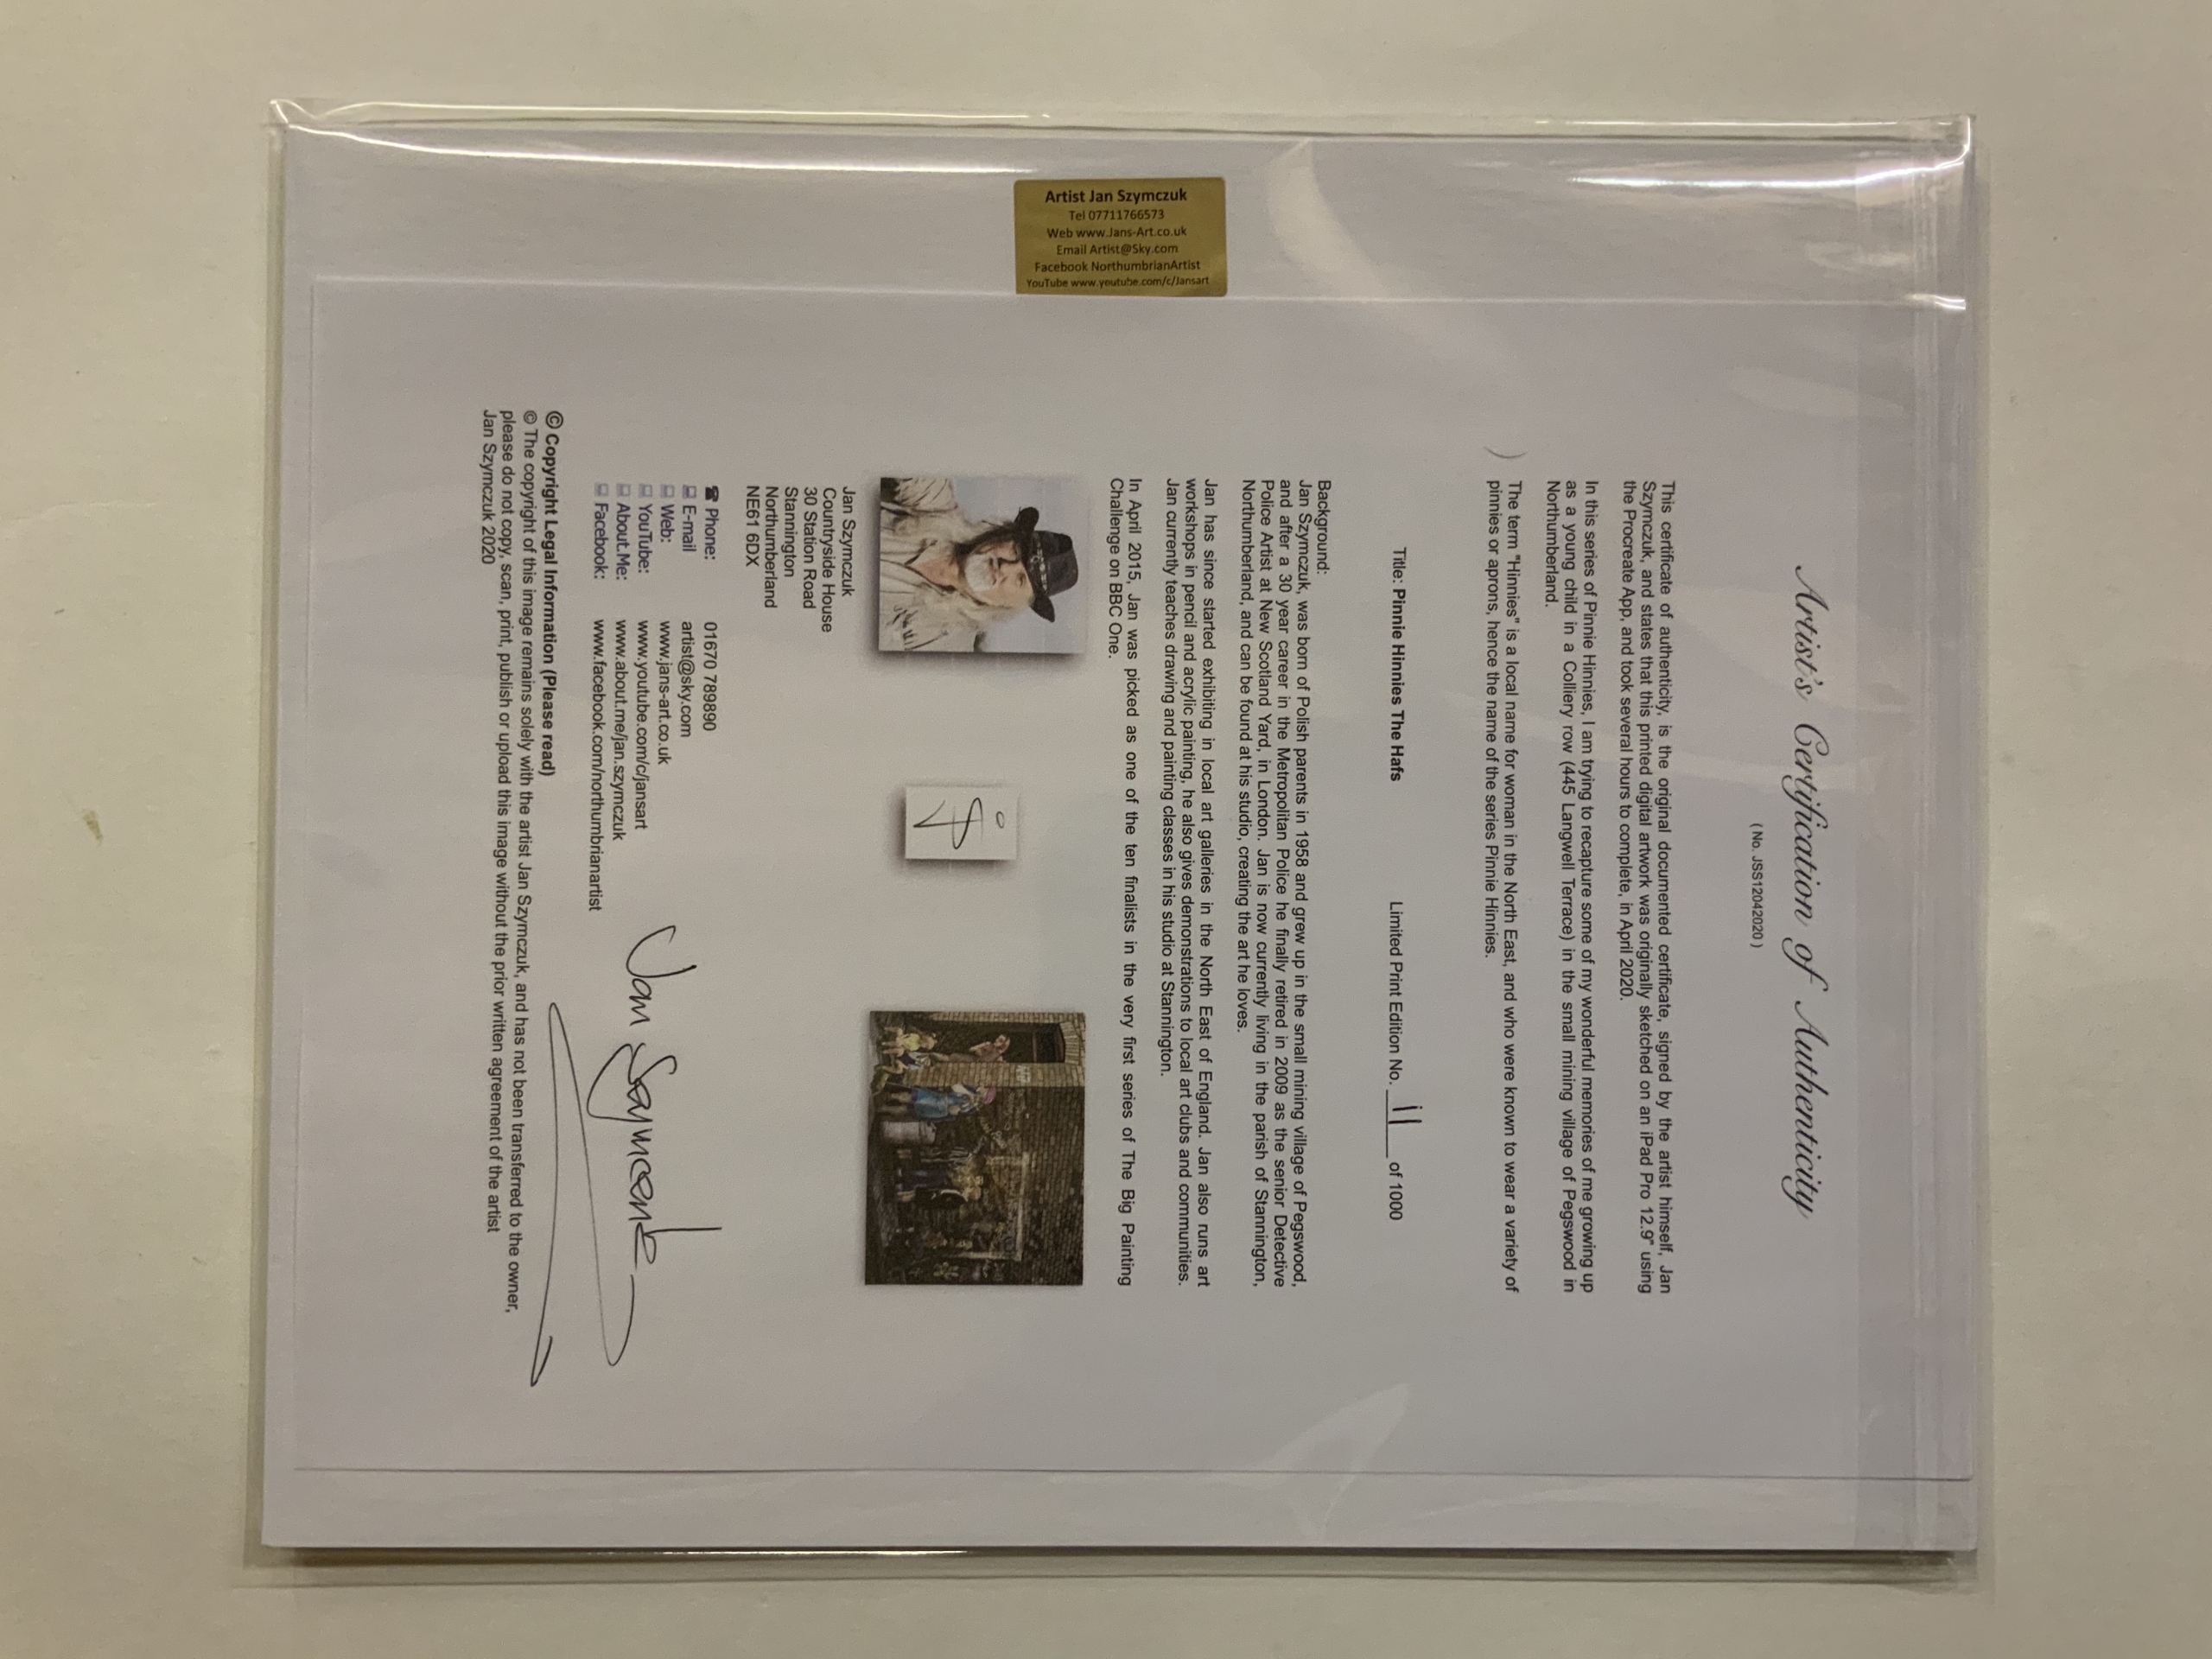 Artist Jan Szymczuk
Tel 07711766573
Web www.Jans-Art.co.uk
Email Artist@Sky.com
Facebook NorthumbrianArtist
YouTube www.youtube.com/c/Jansart
Artist's Certification of Authenticity
( No. JSS12042020 )
This certificate of authenticity, is the original documented certificate, signed by the artist himself, Jan
Szymczuk, and states that this printed digital artwork was originally sketched on an iPad Pro 12.9" using
the Procreate App, and took several hours to complete, in April 2020.
In this series of Pinnie Hinnies, I am trying to recapture some of my wonderful memories of me growing up
as a young child in a Colliery row (445 Langwell Terrace) in the small mining village of Pegswood in
Northumberland.
The term "Hinnies" is a local name for woman in the North East, and who were known to wear a variety of
pinnies or aprons, hence the name of the series Pinnie Hinnies.
Title: Pinnie Hinnies The Hafs Limited Print Edition No. 11 of 1000
Background:
Jan Szymczuk, was born of Polish parents in 1958 and grew up in the small mining village of Pegswood,
and after a 30 year career in the Metropolitan Police he finally retired in 2009 as the senior Detective
Police Artist at New Scotland Yard, in London. Jan is now currently living in the parish of Stannington,
Northumberland, and can be found at his studio, creating the art he loves.
Jan has since started exhibiting in local art galleries in the North East of England. Jan also runs art
workshops in pencil and acrylic painting, he also gives demonstrations to local art clubs and communities.
Jan currently teaches drawing and painting classes in his studio at Stannington.
In April 2015, Jan was picked as one of the ten finalists in the very first series of The Big Painting
Challenge on BBC One.
Jan Szymczuk
Countryside House
30 Station Road
Stannington
Northumberland
NE61 6DX
Phone: 01670 789890
E-mail artist@sky.com
Web: www.jans-art.co.uk
YouTube: www.youtube.com/c/jansart
About.Me: www.about.me/jan.szymczuk
Facebook: www.facebook.com/northumbrianartist
Jan Szymczuk
© Copyright Legal Information (Please read)
© The copyright of this image remains solely with the artist Jan Szymczuk, and has not been transferred to the owner,
please do not copy, scan, print, publish or upload this image without the prior written agreement of the artist
Jan Szymczuk 2020